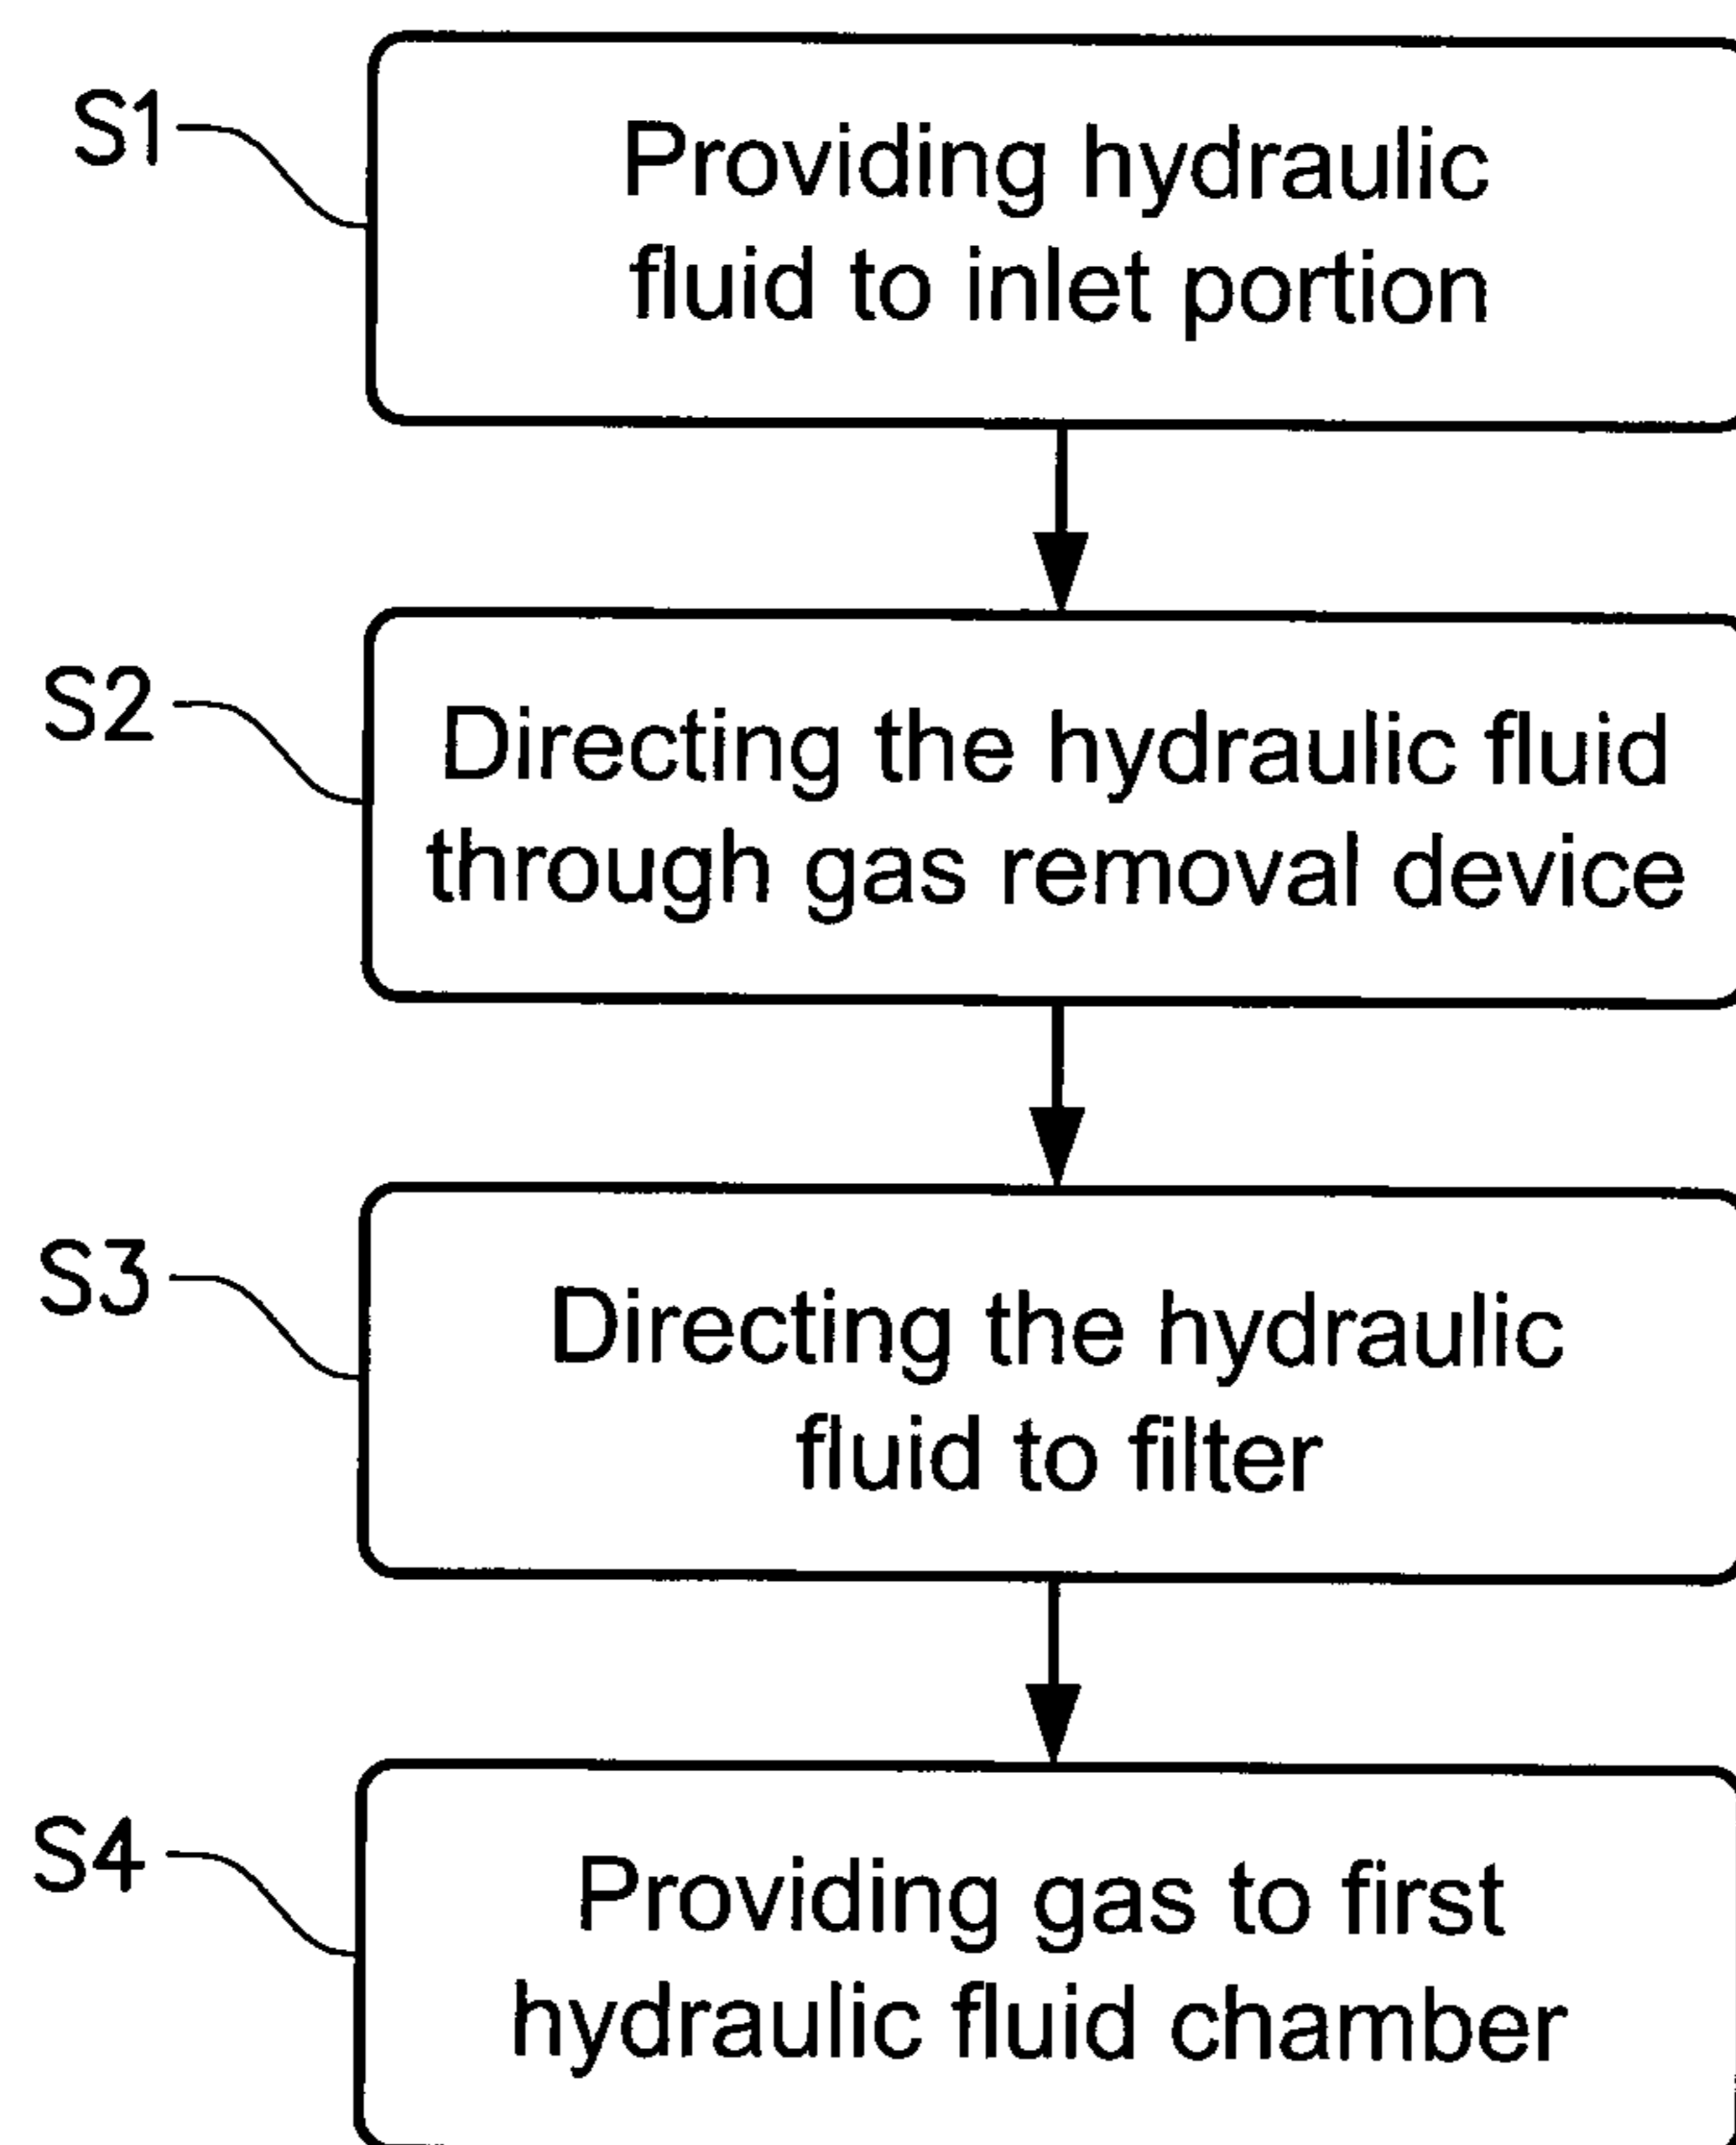 S1
Providing hydraulic
fluid to inlet portion
S2
Directing the hydraulic fluid
through gas removal device
S3
Directing the hydraulic
fluid to filter
S4
Providing gas to first
hydraulic fluid chamber